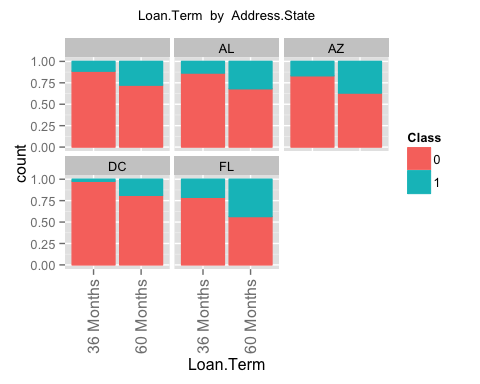 Loan.Term by Address.State
AL
AZ
1.00
0.75
0.50
0.25
0.00
DC
FL
1.00
0.75
0.50
0.25
0.00
count
36 Months
60 Months
36 Months
60 Months
Loan.Term
Class
0
1